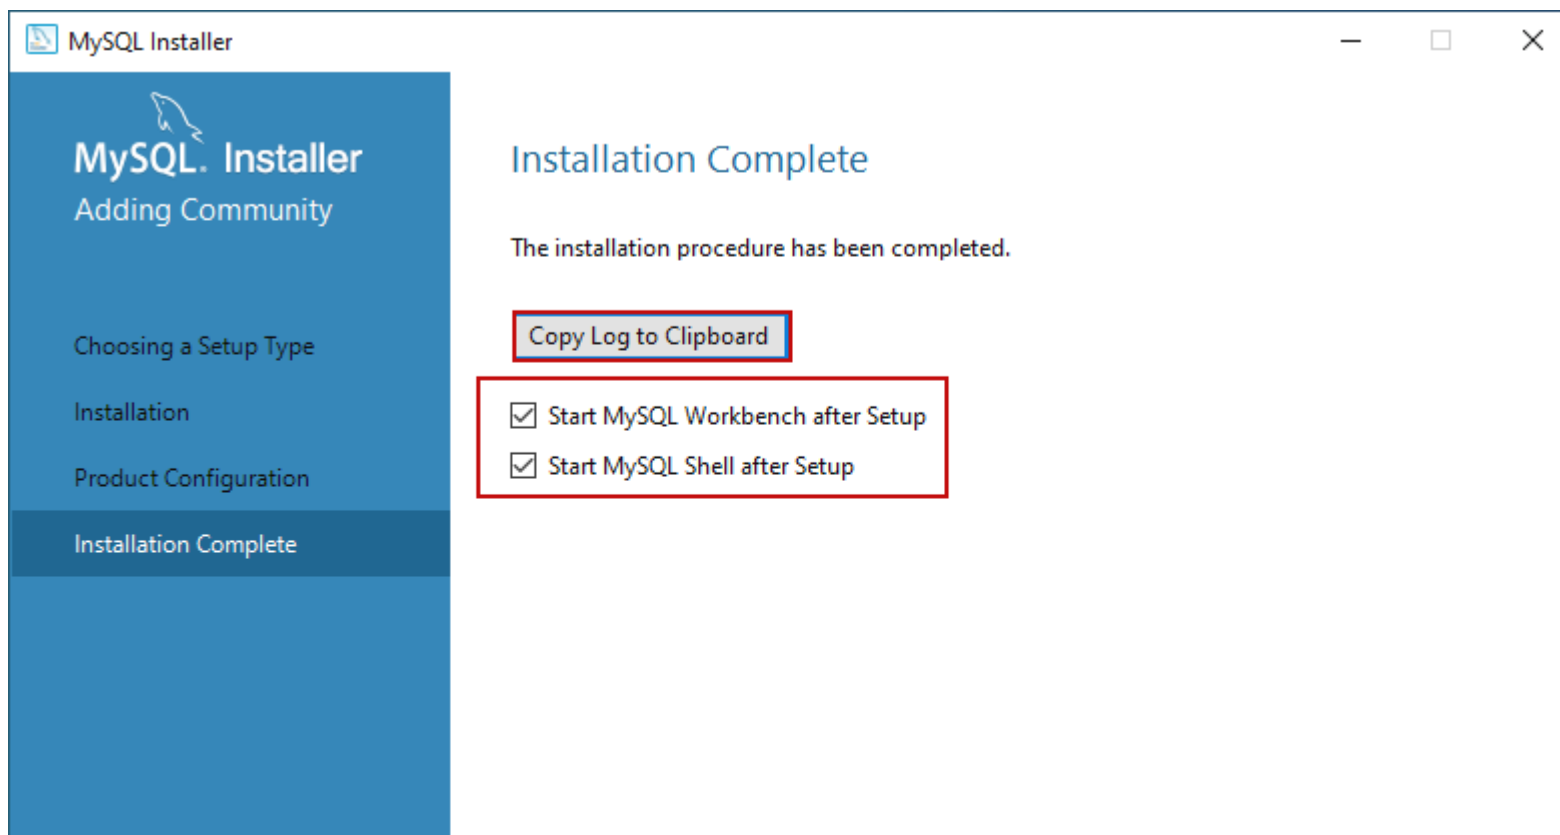 MySQL Installer
MySQL. Installer
Adding Community
Choosing a Setup Type
Installation
Product Configuration
Installation Complete
Installation Complete
The installation procedure has been completed.
Copy Log to Clipboard
Start MySQL Workbench after Setup
Start MySQL Shell after Setup